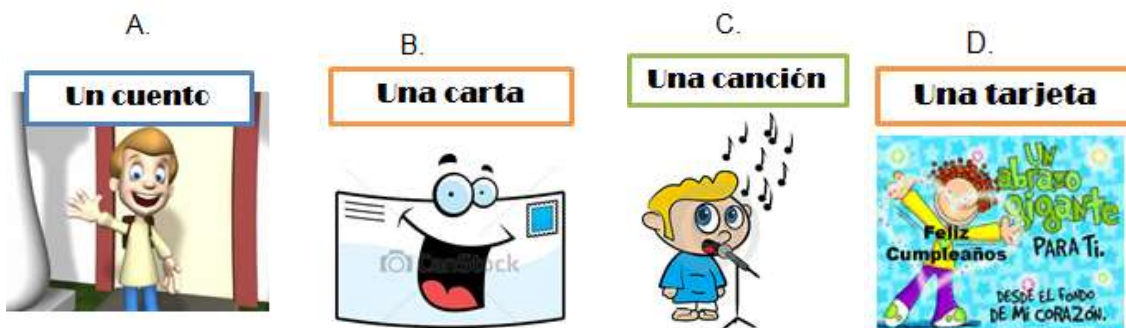 A.
Un cuento
B.
Una carta
CanStock
C.
Una canción
D.
Una tarjeta
UN
abrazo
gigante
PARA Ti.
Feliz
Cumpleaños
DESDE EL FONDO
DE Mi CORAZÓN.